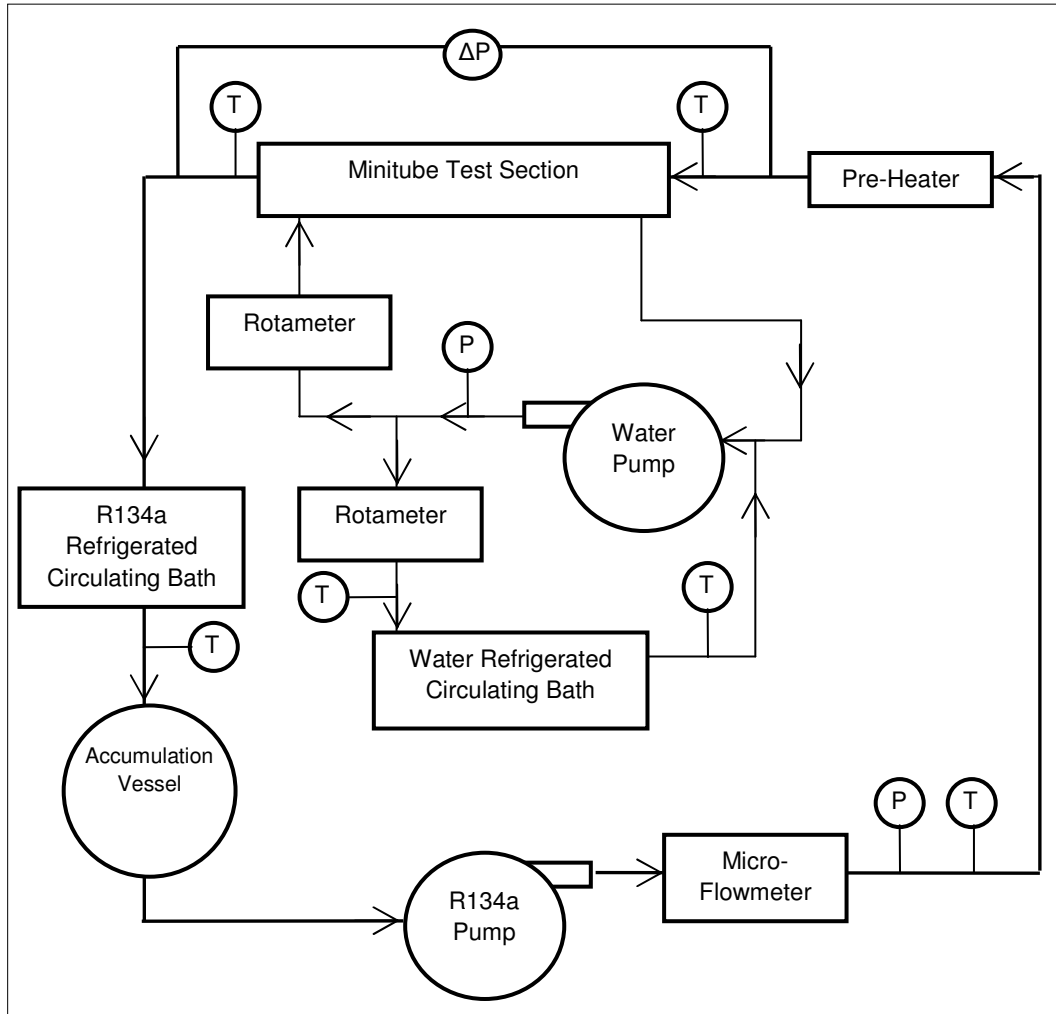 ΔP
T
T
Minitube Test Section
Pre-Heater
Rotameter
P
Water
Pump
R134a
Refrigerated
Circulating Bath
Rotameter
T
T
T
Water Refrigerated
Circulating Bath
Accumulation
Vessel
P
T
Micro-
Flowmeter
R134a
Pump